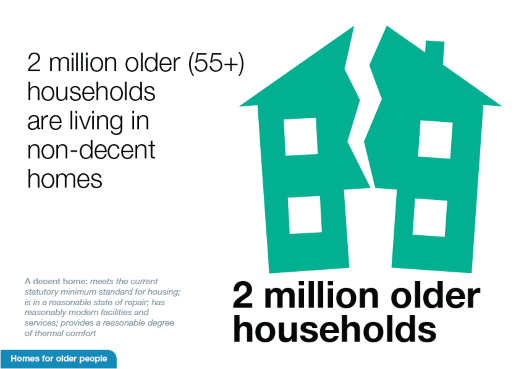 2 million older (55+)
households
are living in
non-decent
homes
A decent home: meets the current
statutory minimum standard for housing;
is in a reasonable state of repair; has
reasonably modern facilities and
services; provides a reasonable degree
of thermal comfort
2 million older
households
Homes for older people